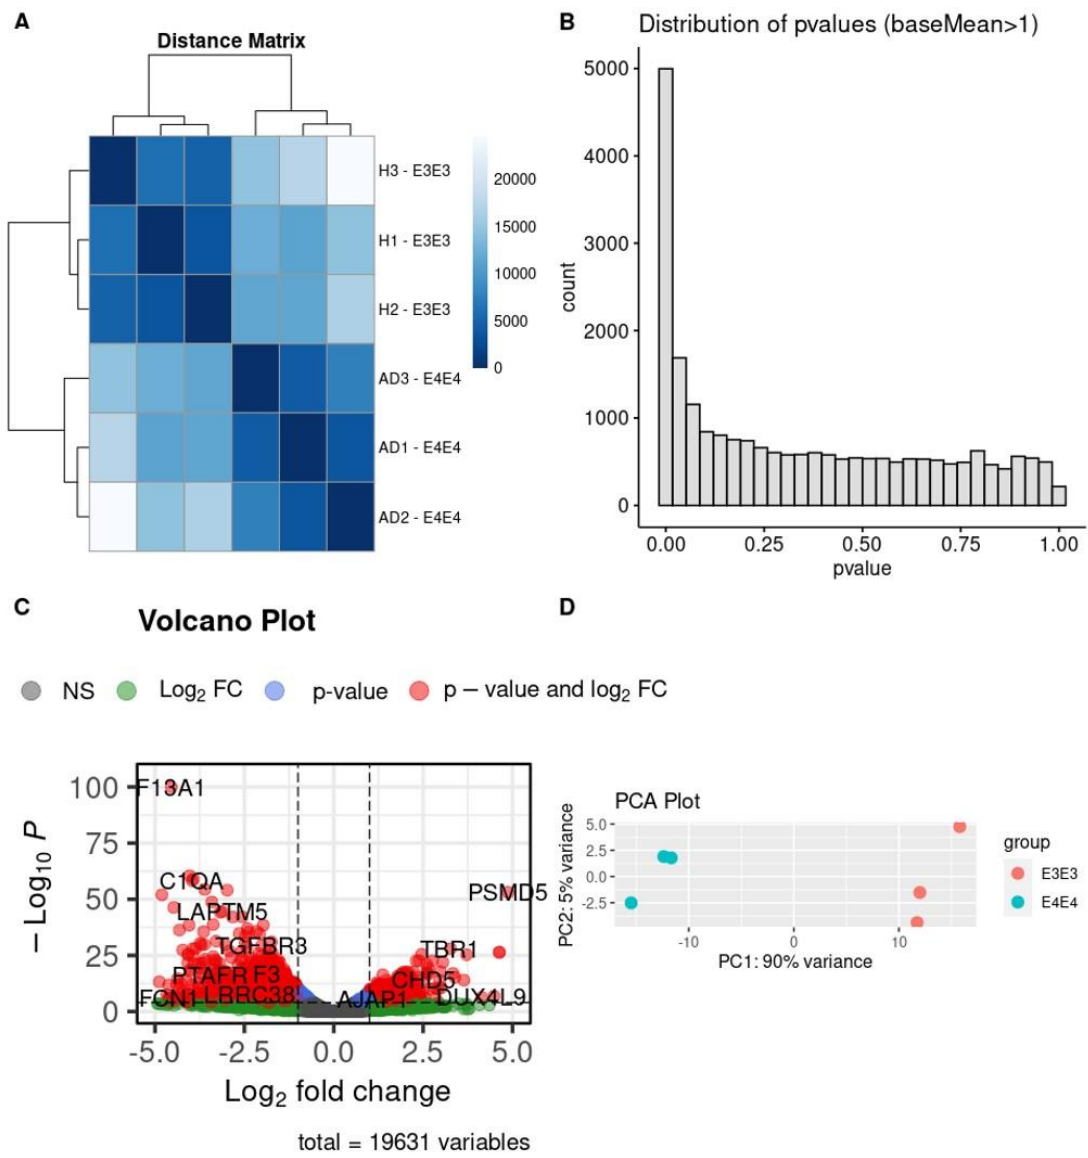 A
Distance Matrix
H3 - E3E3
H1 - E3E3
H2 - E3E3
AD3 - E4E4
AD1 - E4E4
AD2 - E4E4
20000
15000
10000
5000
0
B
Distribution of pvalues (baseMean>1)
5000
4000
3000
2000
1000
0
count
0.00 0.25 0.50 0.75 1.00
pvalue
C
Volcano Plot
NS Log₂ FC p-value p – value and log₂ FC
– Log₁₀ P
100
75
50
25
0
F13A1
C1QA
PSMD5
LAPTM5
TGFBR3
TBR1
PTAFR F3
CHD5
FCN1 LRRC38 AJAP1 DUX4L9
-5.0 -2.5 0.0 2.5 5.0
Log₂ fold change
total = 19631 variables
D
PCA Plot
PC2: 5% variance
5.0
2.5
0.0
-2.5
-10 0 10
PC1: 90% variance
group
E3E3
E4E4